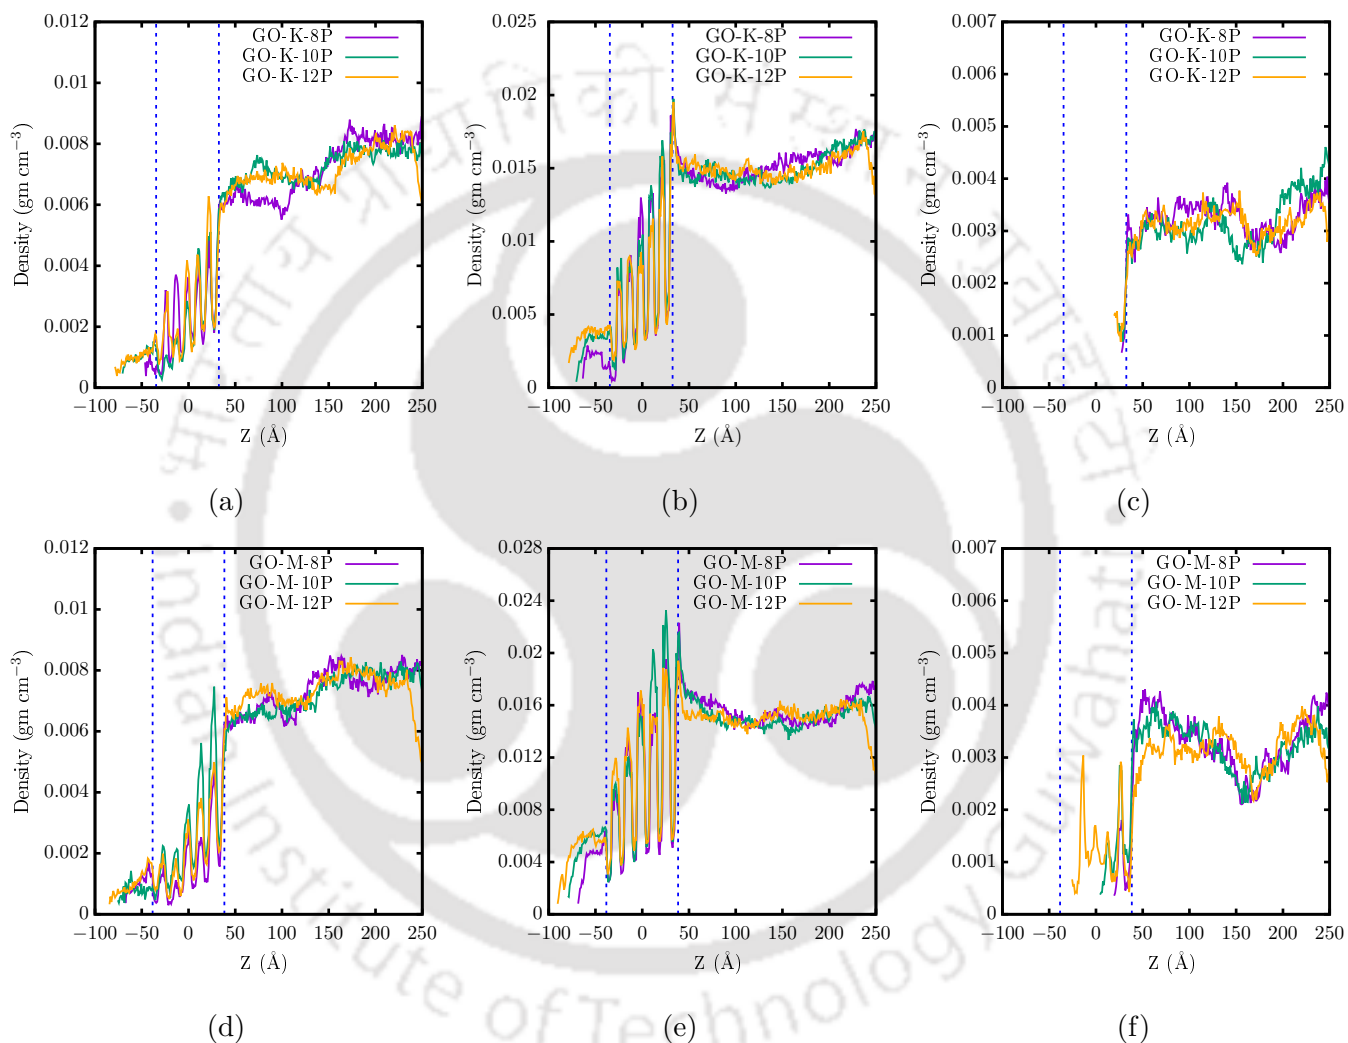 0.012
0.01
0.008
0.006
0.004
0.002
0
Density (gm cm−3)
−100 −50 0 50 100 150 200 250
Z (Å)
GO-K-8P
GO-K-10P
GO-K-12P
(a)
0.025
0.02
0.015
0.01
0.005
0
Density (gm cm−3)
−100 −50 0 50 100 150 200 250
Z (Å)
GO-K-8P
GO-K-10P
GO-K-12P
(b)
0.007
0.006
0.005
0.004
0.003
0.002
0.001
0
Density (gm cm−3)
−100 −50 0 50 100 150 200 250
Z (Å)
GO-K-8P
GO-K-10P
GO-K-12P
(c)
0.012
0.01
0.008
0.006
0.004
0.002
0
Density (gm cm−3)
−100 −50 0 50 100 150 200 250
Z (Å)
GO-M-8P
GO-M-10P
GO-M-12P
(d)
0.028
0.024
0.02
0.016
0.012
0.008
0.004
0
Density (gm cm−3)
−100 −50 0 50 100 150 200 250
Z (Å)
GO-M-8P
GO-M-10P
GO-M-12P
(e)
0.007
0.006
0.005
0.004
0.003
0.002
0.001
0
Density (gm cm−3)
−100 −50 0 50 100 150 200 250
Z (Å)
GO-M-8P
GO-M-10P
GO-M-12P
(f)
Indian Institute of Technology Guwahati